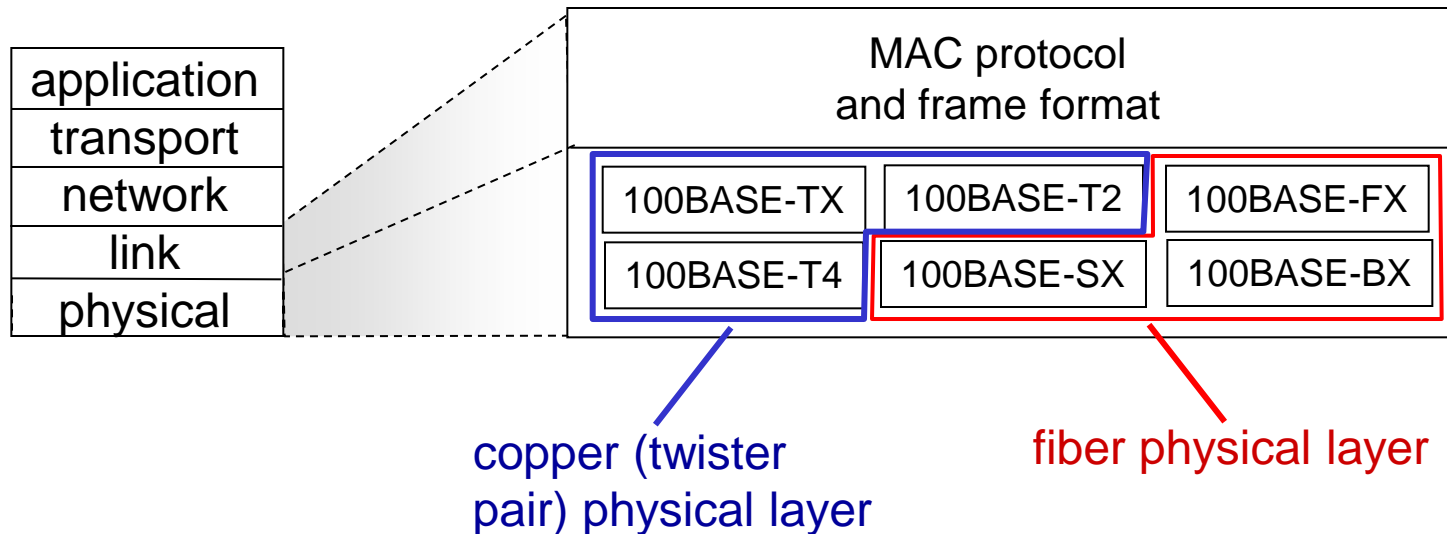 application
transport
network
link
physical
MAC protocol
and frame format
100BASE-TX
100BASE-T2
100BASE-FX
100BASE-T4
100BASE-SX
100BASE-BX
copper (twister
pair) physical layer
fiber physical layer